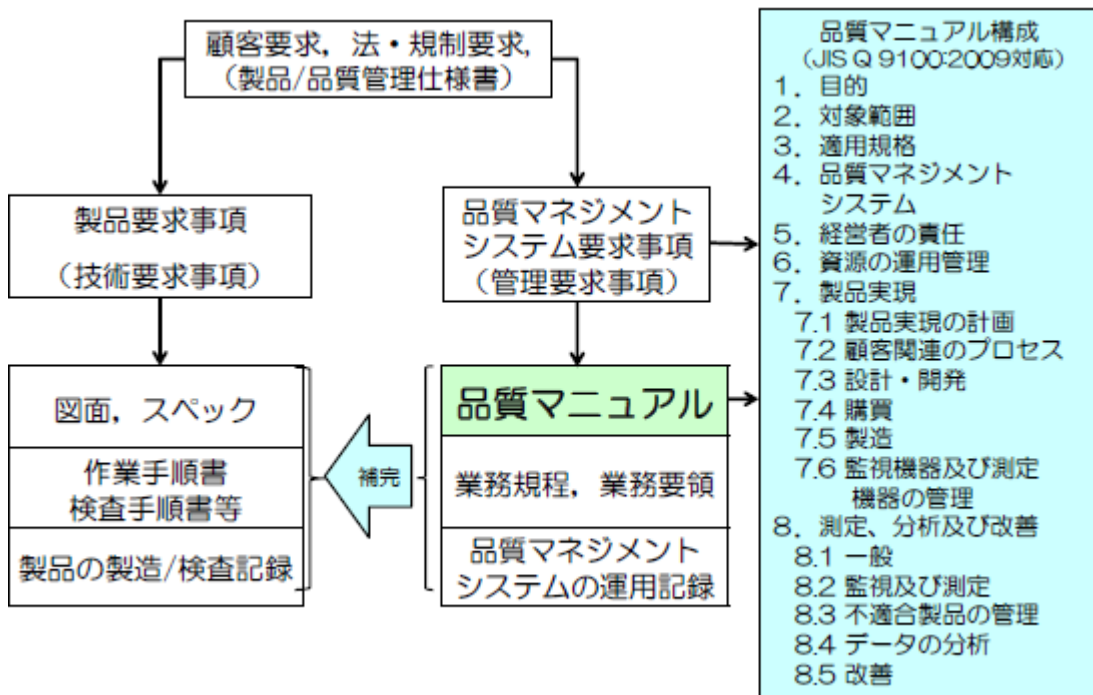 顧客要求，法・規制要求，
（製品/品質管理仕様書）
製品要求事項
（技術要求事項）
品質マネジメント
システム要求事項
（管理要求事項）
図面，スペック
作業手順書
検査手順書等
製品の製造/検査記録
補完
品質マニュアル
業務規程，業務要領
品質マネジメント
システムの運用記録
品質マニュアル構成
（JIS Q 9100:2009対応）
1．目的
2．対象範囲
3．適用規格
4．品質マネジメント
システム
5．経営者の責任
6．資源の運用管理
7．製品実現
7.1 製品実現の計画
7.2 顧客関連のプロセス
7.3 設計・開発
7.4 購買
7.5 製造
7.6 監視機器及び測定
機器の管理
8．測定、分析及び改善
8.1 一般
8.2 監視及び測定
8.3 不適合製品の管理
8.4 データの分析
8.5 改善